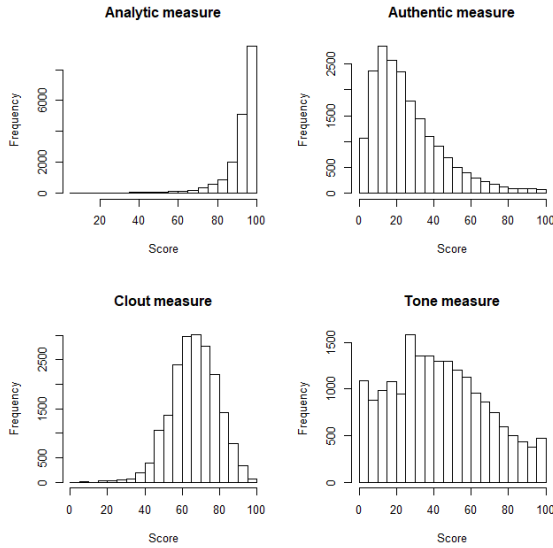 Analytic measure
Frequency
2000
6000
20 40 60 80 100
Score
Authentic measure
Frequency
500
1500
2500
0 20 40 60 80 100
Score
Clout measure
Frequency
0
500
1500
2500
0 20 40 60 80 100
Score
Tone measure
Frequency
0
500
1000
1500
0 20 40 60 80 100
Score